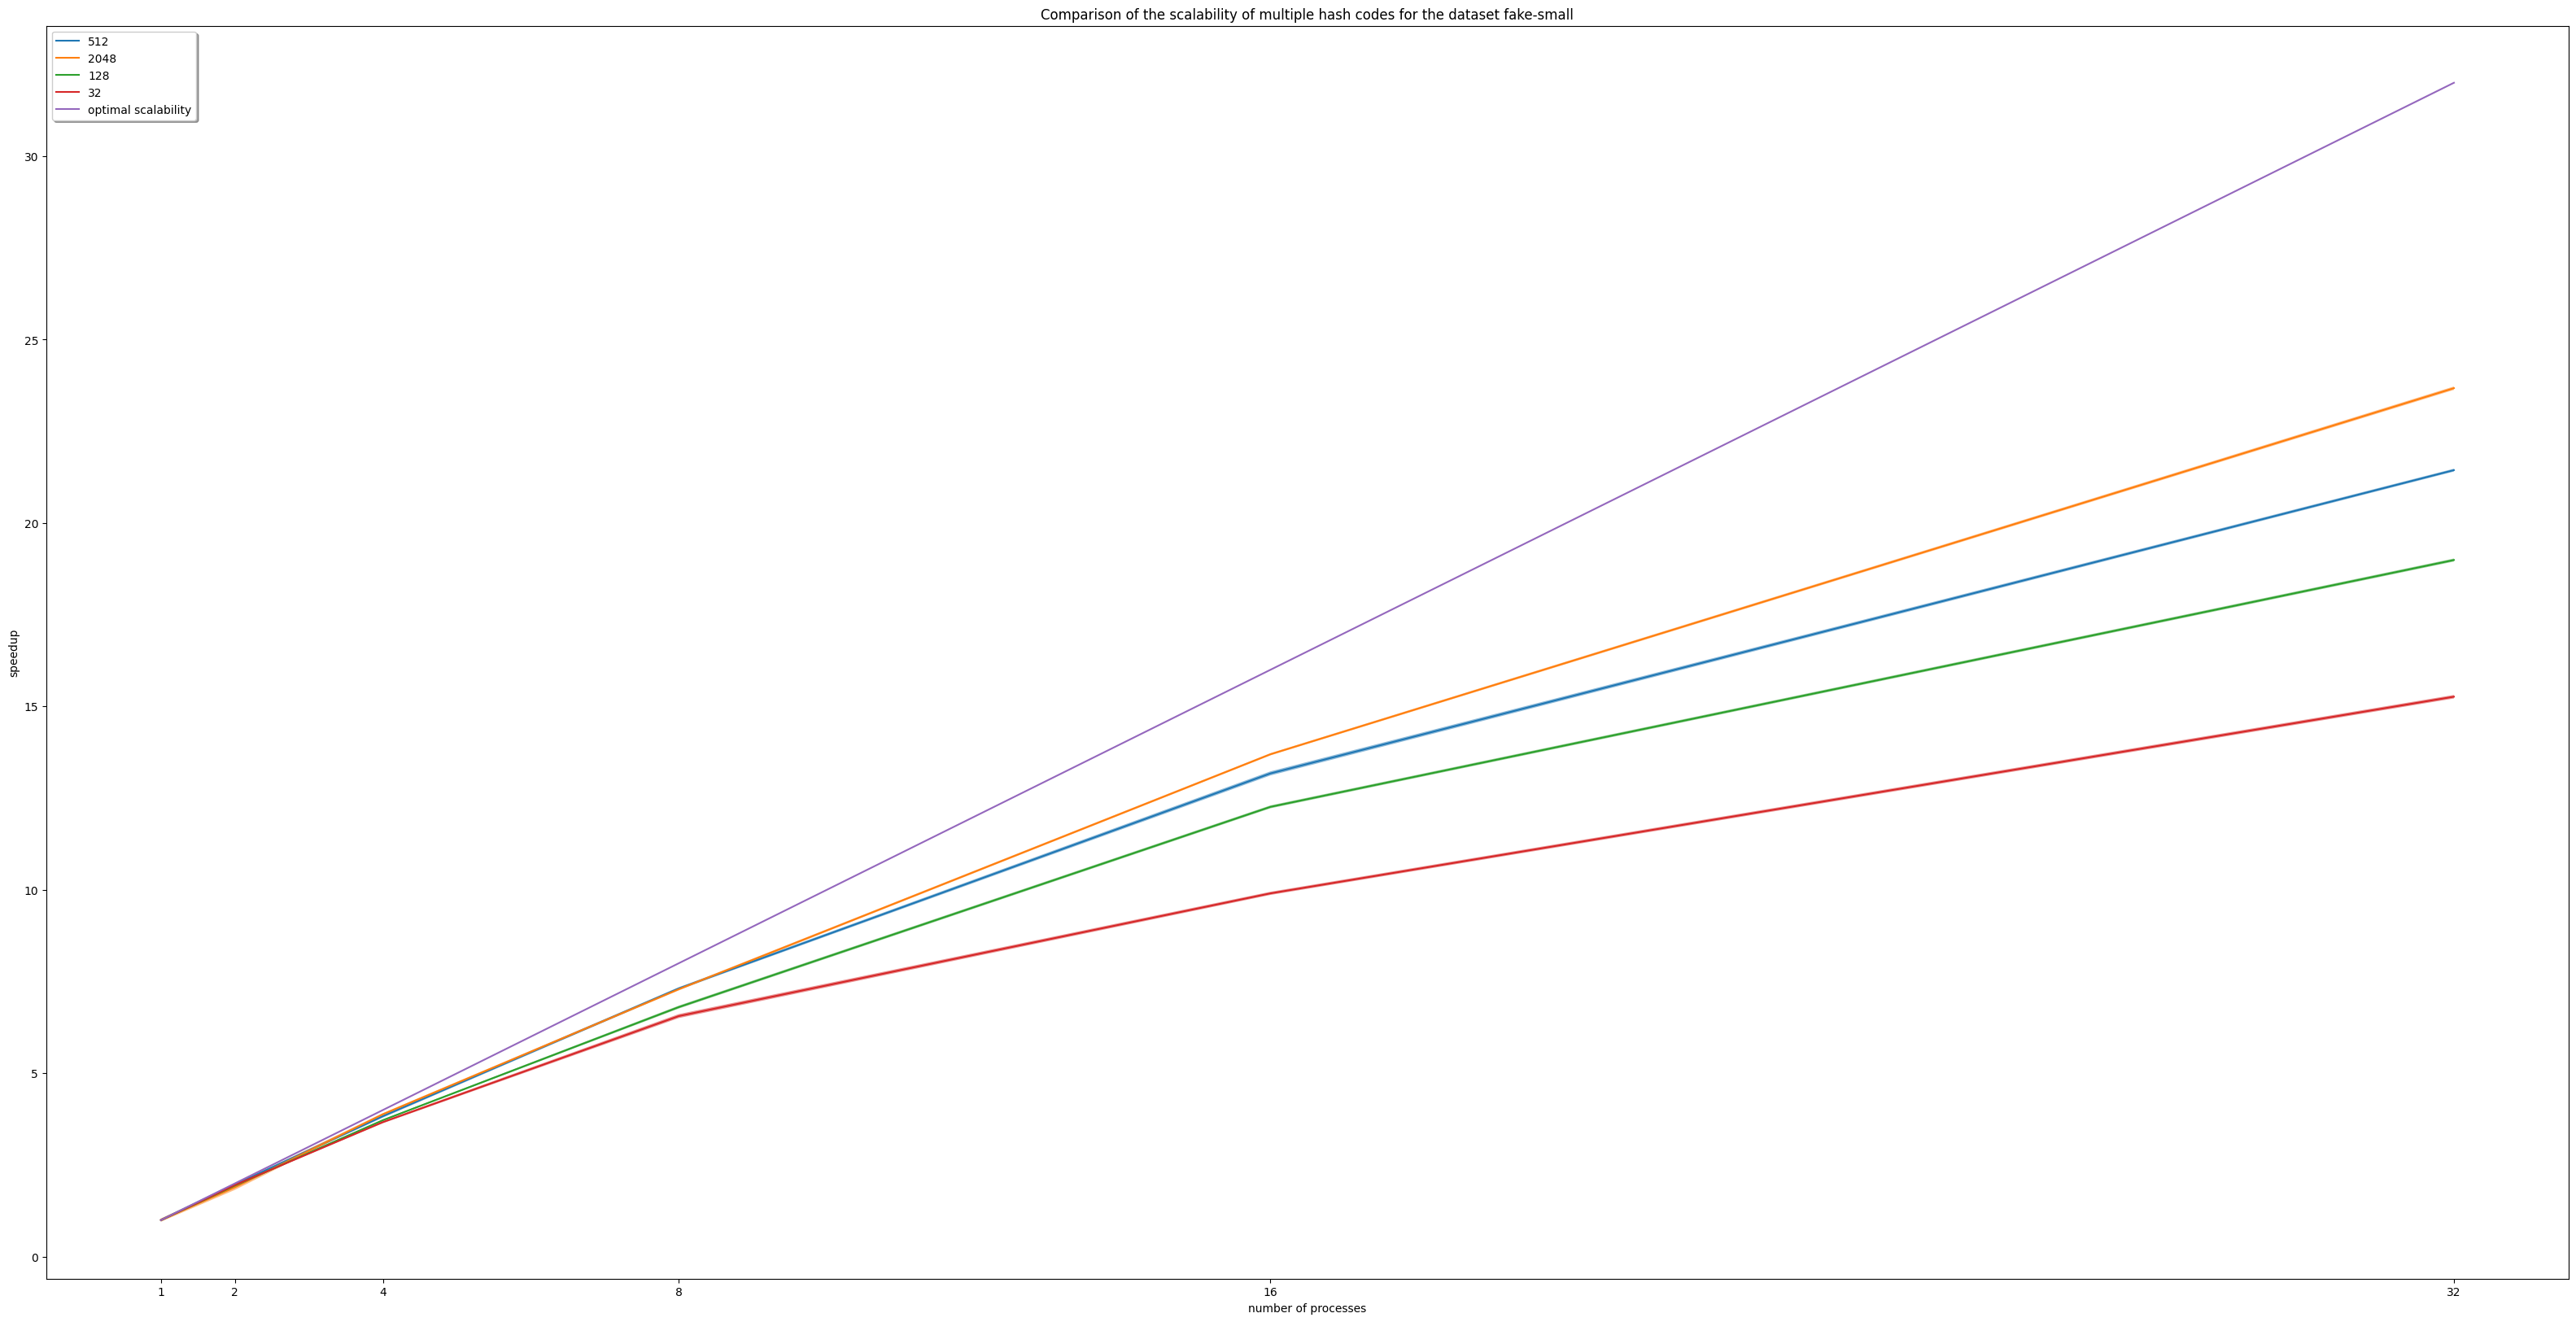 Comparison of the scalability of multiple hash codes for the dataset fake-small
512
2048
128
32
optimal scalability
30
25
20
15
10
5
0
speedup
1 2 4 8 16 32
number of processes